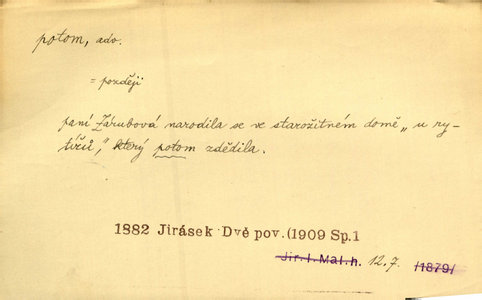 potom, adv.
= později
paní Zárubová narodila se ve starožitném domě „u ry-
tířů," který potom zdědila.
1882 Jirásek Dvě pov.(1909 Sp.1
Jir.I.Mal.h. 12.7. /1879/